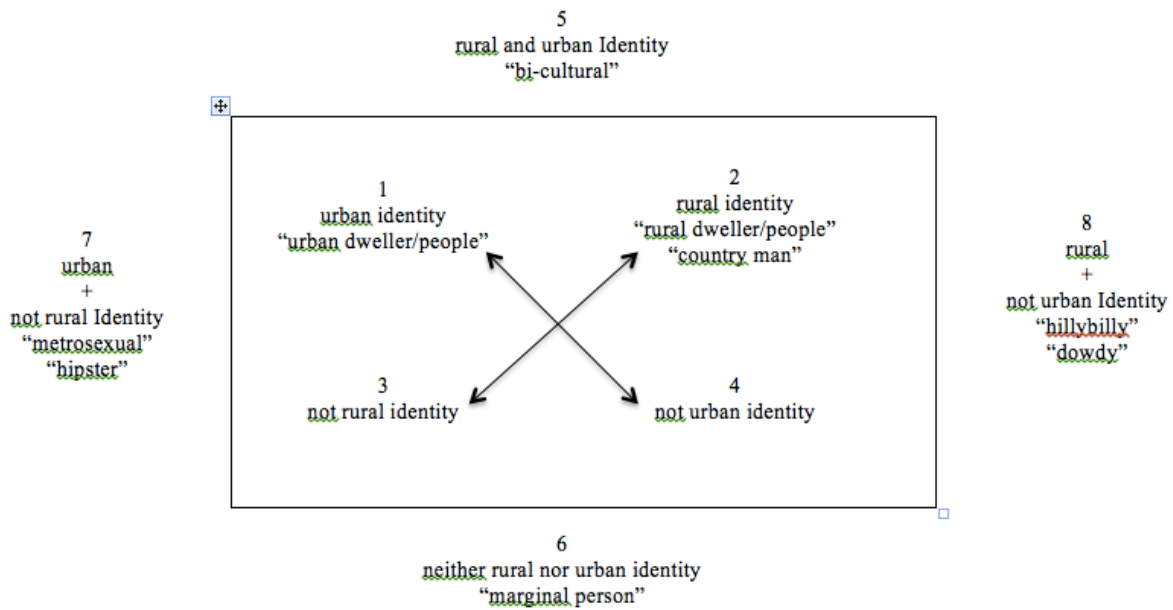 5
rural and urban Identity
“bi-cultural”
1
urban identity
“urban dweller/people”
2
rural identity
“rural dweller/people”
“country man”
7
urban
+
not rural Identity
“metrosexual”
“hipster”
8
rural
+
not urban Identity
“hillybilly”
“dowdy”
3
not rural identity
4
not urban identity
6
neither rural nor urban identity
“marginal person”